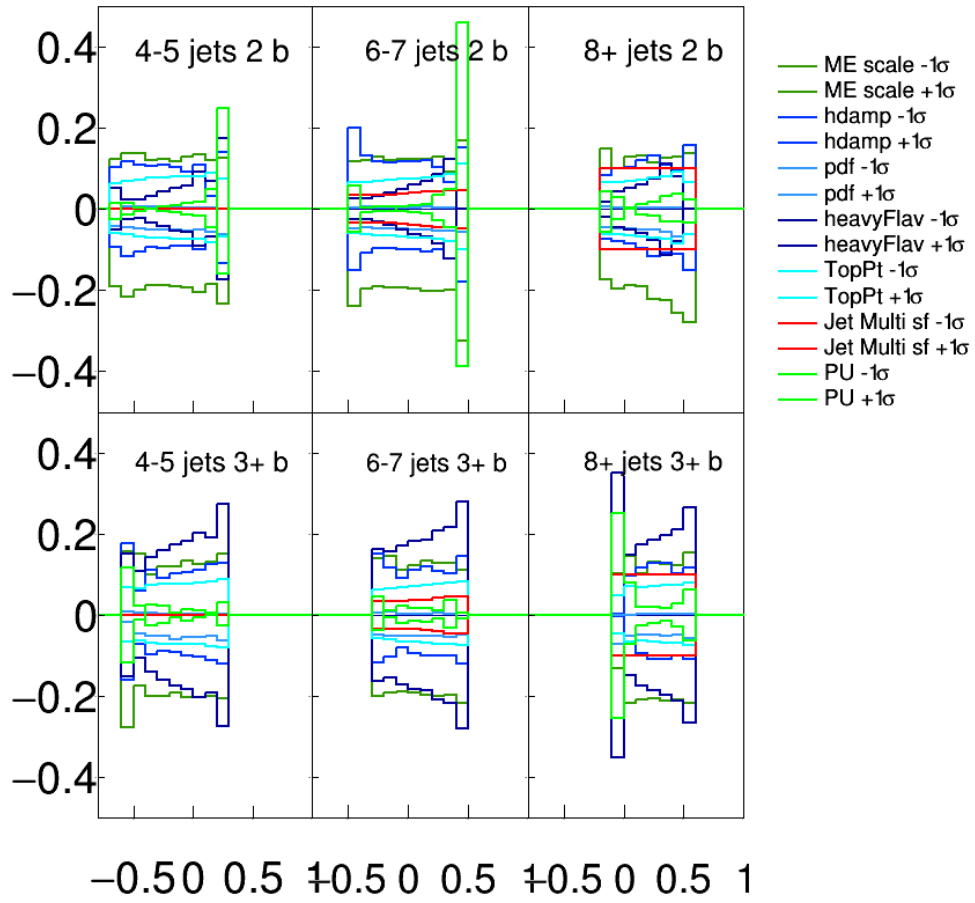 4-5 jets 2 b
6-7 jets 2 b
8+ jets 2 b
0.4
0.2
0
−0.2
−0.4
ME scale -1σ
ME scale +1σ
hdamp -1σ
hdamp +1σ
pdf -1σ
pdf +1σ
heavyFlav -1σ
heavyFlav +1σ
TopPt -1σ
TopPt +1σ
Jet Multi sf -1σ
Jet Multi sf +1σ
PU -1σ
PU +1σ
4-5 jets 3+ b
6-7 jets 3+ b
8+ jets 3+ b
0.4
0.2
0
−0.2
−0.4
−0.5 0 0.5 1
−0.5 0 0.5 1
−0.5 0 0.5 1